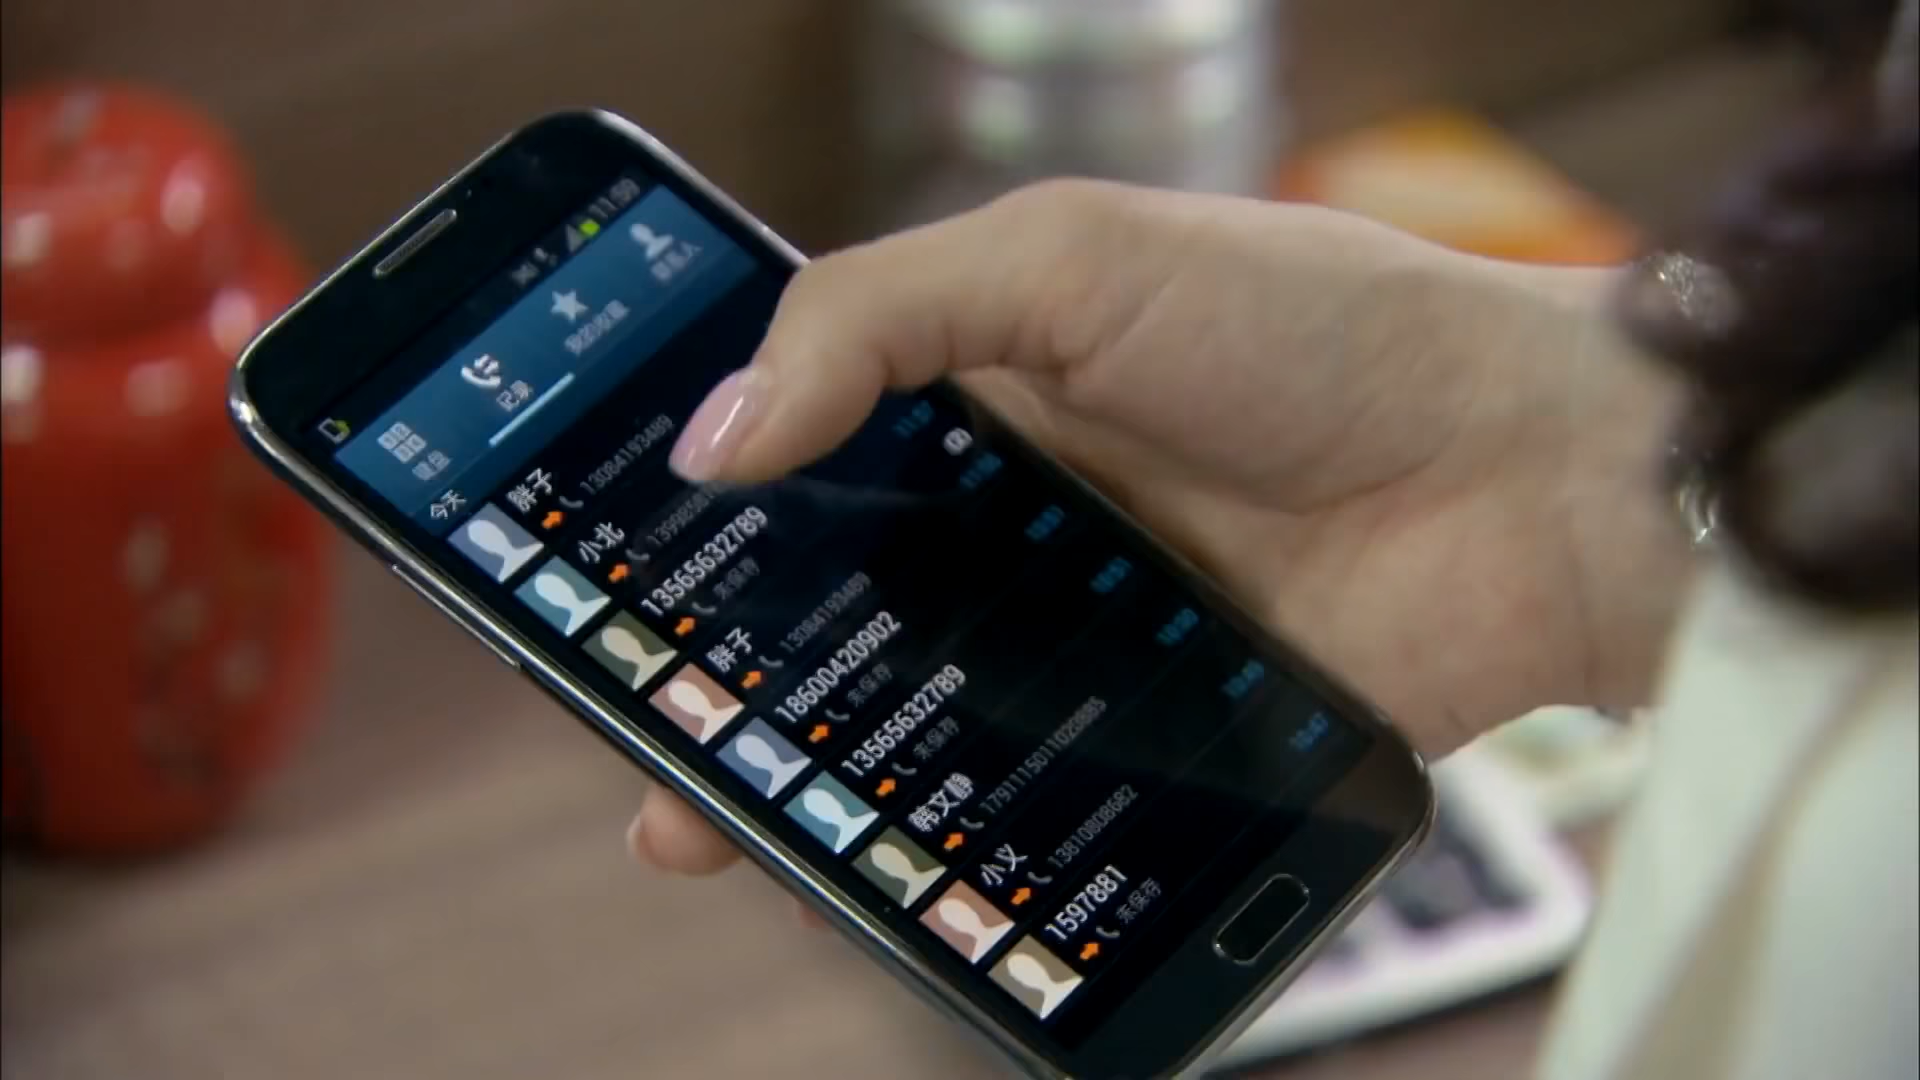 11:59
键盘
记录
我的收藏
联系人
今天
胖子
13084193489
小北
13565632789
未保存
胖子
13084193489
18600420902
未保存
13565632789
未保存
韩文静
小义
13810808682
1597881
未保存